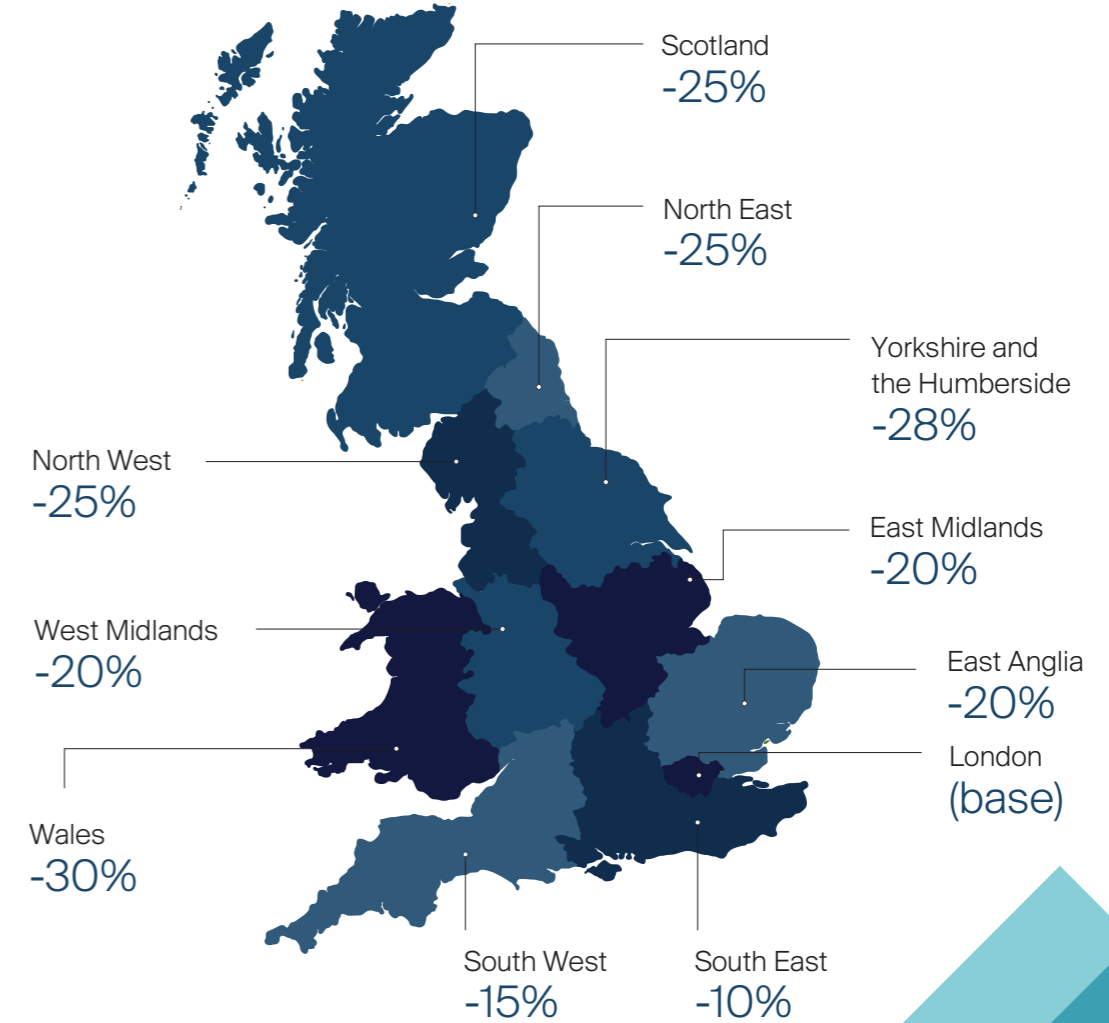 Scotland
-25%
North East
-25%
Yorkshire and
the Humberside
-28%
North West
-25%
East Midlands
-20%
West Midlands
-20%
East Anglia
-20%
London
(base)
Wales
-30%
South West
-15%
South East
-10%